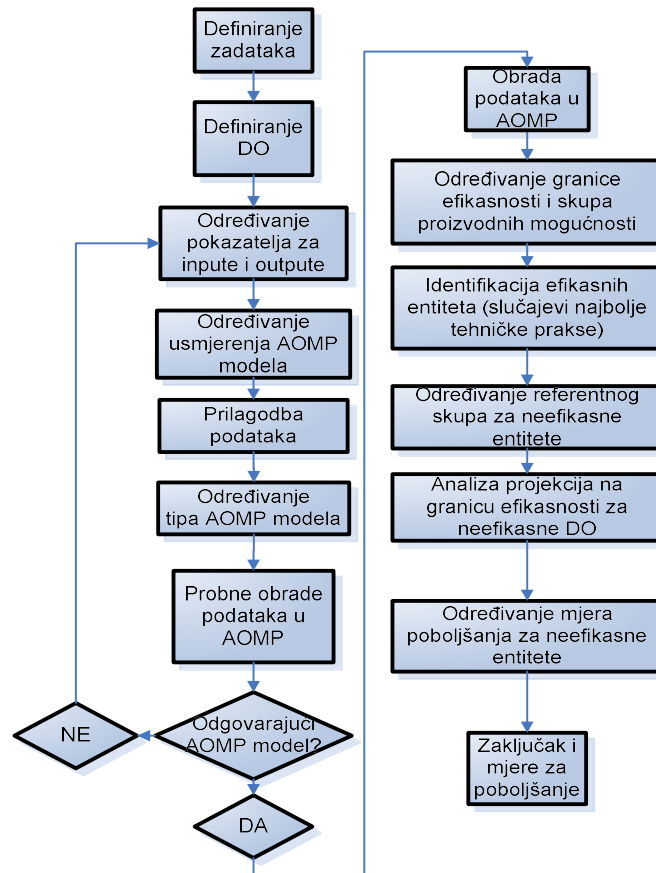 Definiranje
zadataka
Definiranje
DO
Određivanje
pokazatelja za
inpute i outpute
Određivanje
usmjerenja AOMP
modela
Prilagodba
podataka
Određivanje
tipa AOMP modela
Probne obrade
podataka u
AOMP
Odgovarajući
AOMP model?
NE
DA
Obrada
podataka u
AOMP
Određivanje granice
efikasnosti i skupa
proizvodnih mogućnosti
Identifikacija efikasnih
entiteta (slučajevi najbolje
tehničke prakse)
Određivanje referentnog
skupa za neefikasne
entitete
Analiza projekcija na
granicu efikasnosti za
neefikasne DO
Određivanje mjera
poboljšanja za neefikasne
entitete
Zaključak i
mjere za
poboljšanje